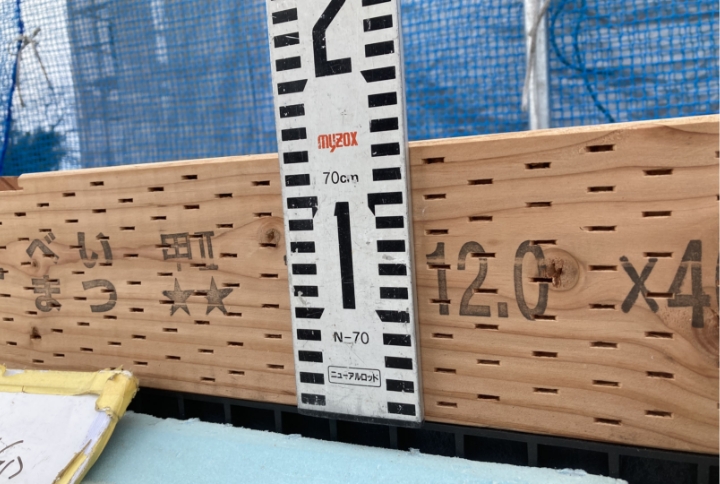 2
myzox
70cm
1
N-70
ニューアルロッド
べい 甲Ⅱ
まつ ★★
12.0 ×4